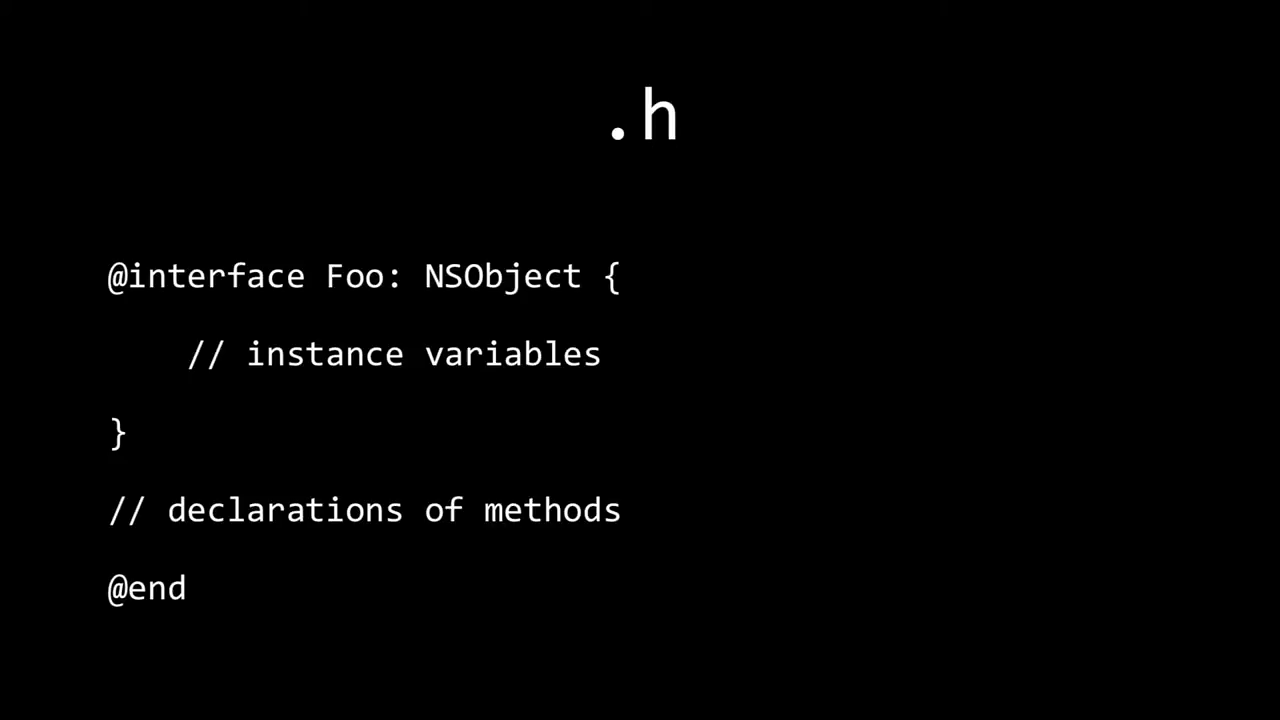 .h
@interface Foo: NSObject {
// instance variables
}
// declarations of methods
@end